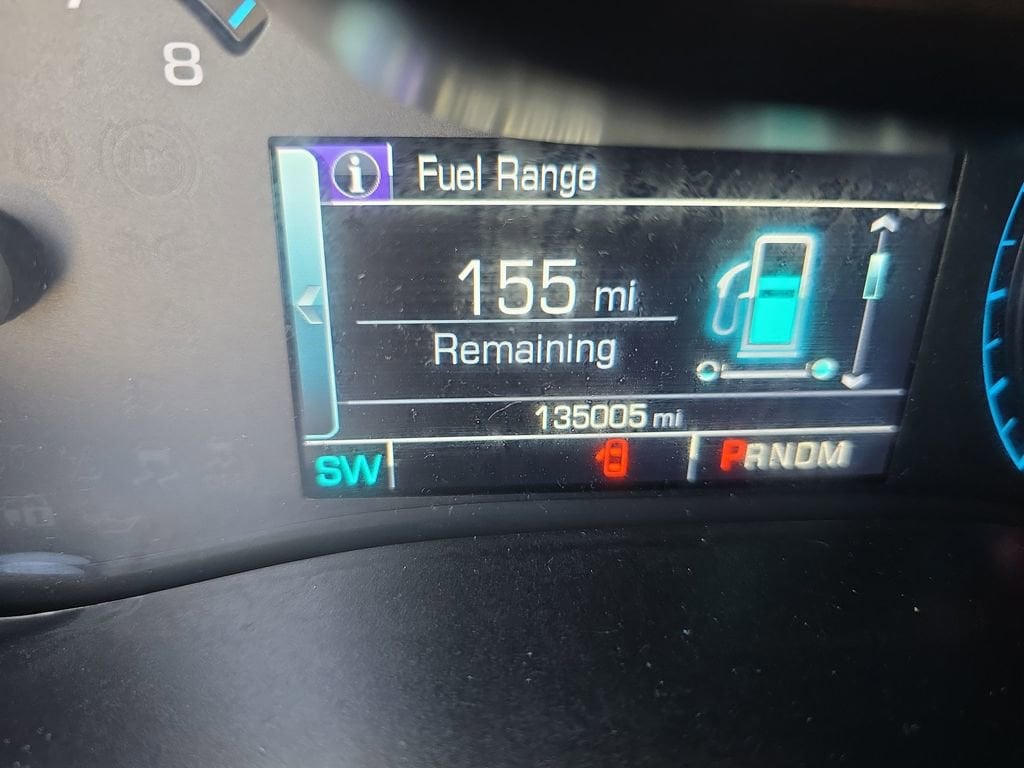 8
i Fuel Range
155 mi
Remaining
135005 mi
SW PRNDM